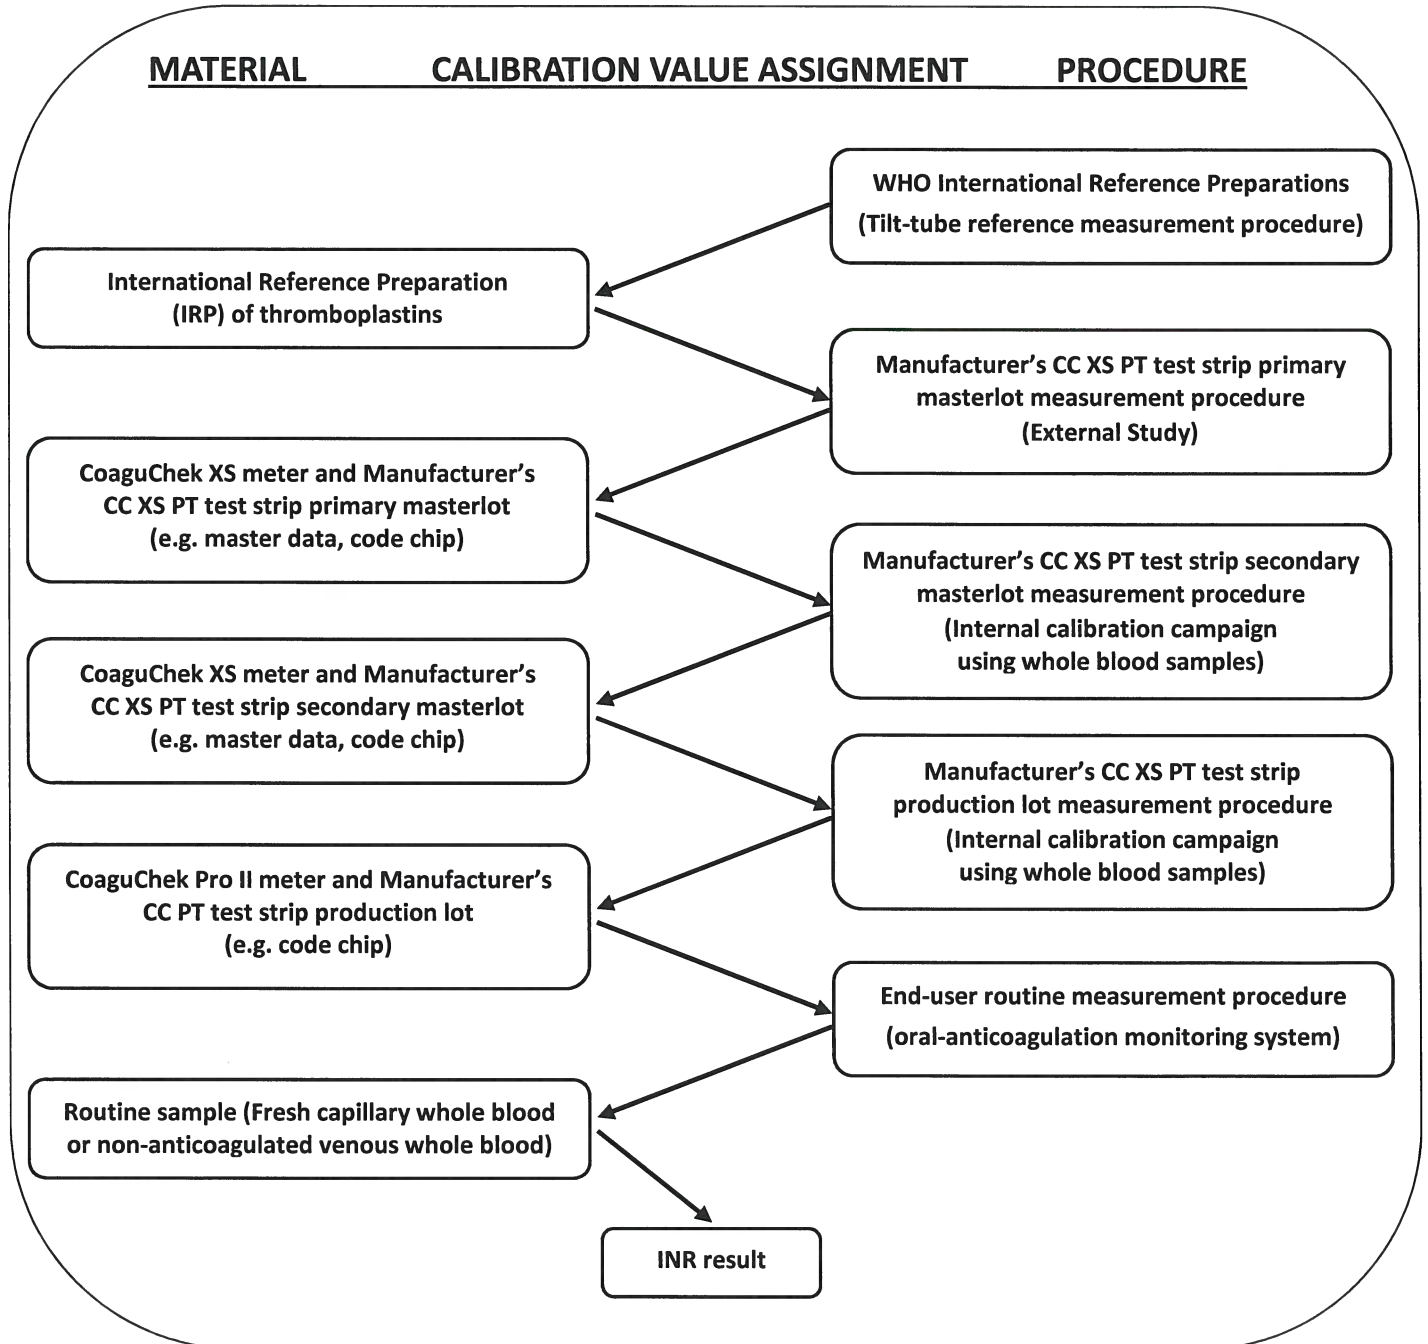 MATERIAL CALIBRATION VALUE ASSIGNMENT PROCEDURE
WHO International Reference Preparations
(Tilt-tube reference measurement procedure)
International Reference Preparation
(IRP) of thromboplastins
Manufacturer's CC XS PT test strip primary
masterlot measurement procedure
(External Study)
CoaguChek XS meter and Manufacturer's
CC XS PT test strip primary masterlot
(e.g. master data, code chip)
Manufacturer's CC XS PT test strip secondary
masterlot measurement procedure
(Internal calibration campaign
using whole blood samples)
CoaguChek XS meter and Manufacturer's
CC XS PT test strip secondary masterlot
(e.g. master data, code chip)
Manufacturer's CC XS PT test strip
production lot measurement procedure
(Internal calibration campaign
using whole blood samples)
CoaguChek Pro II meter and Manufacturer's
CC PT test strip production lot
(e.g. code chip)
End-user routine measurement procedure
(oral-anticoagulation monitoring system)
Routine sample (Fresh capillary whole blood
or non-anticoagulated venous whole blood)
INR result